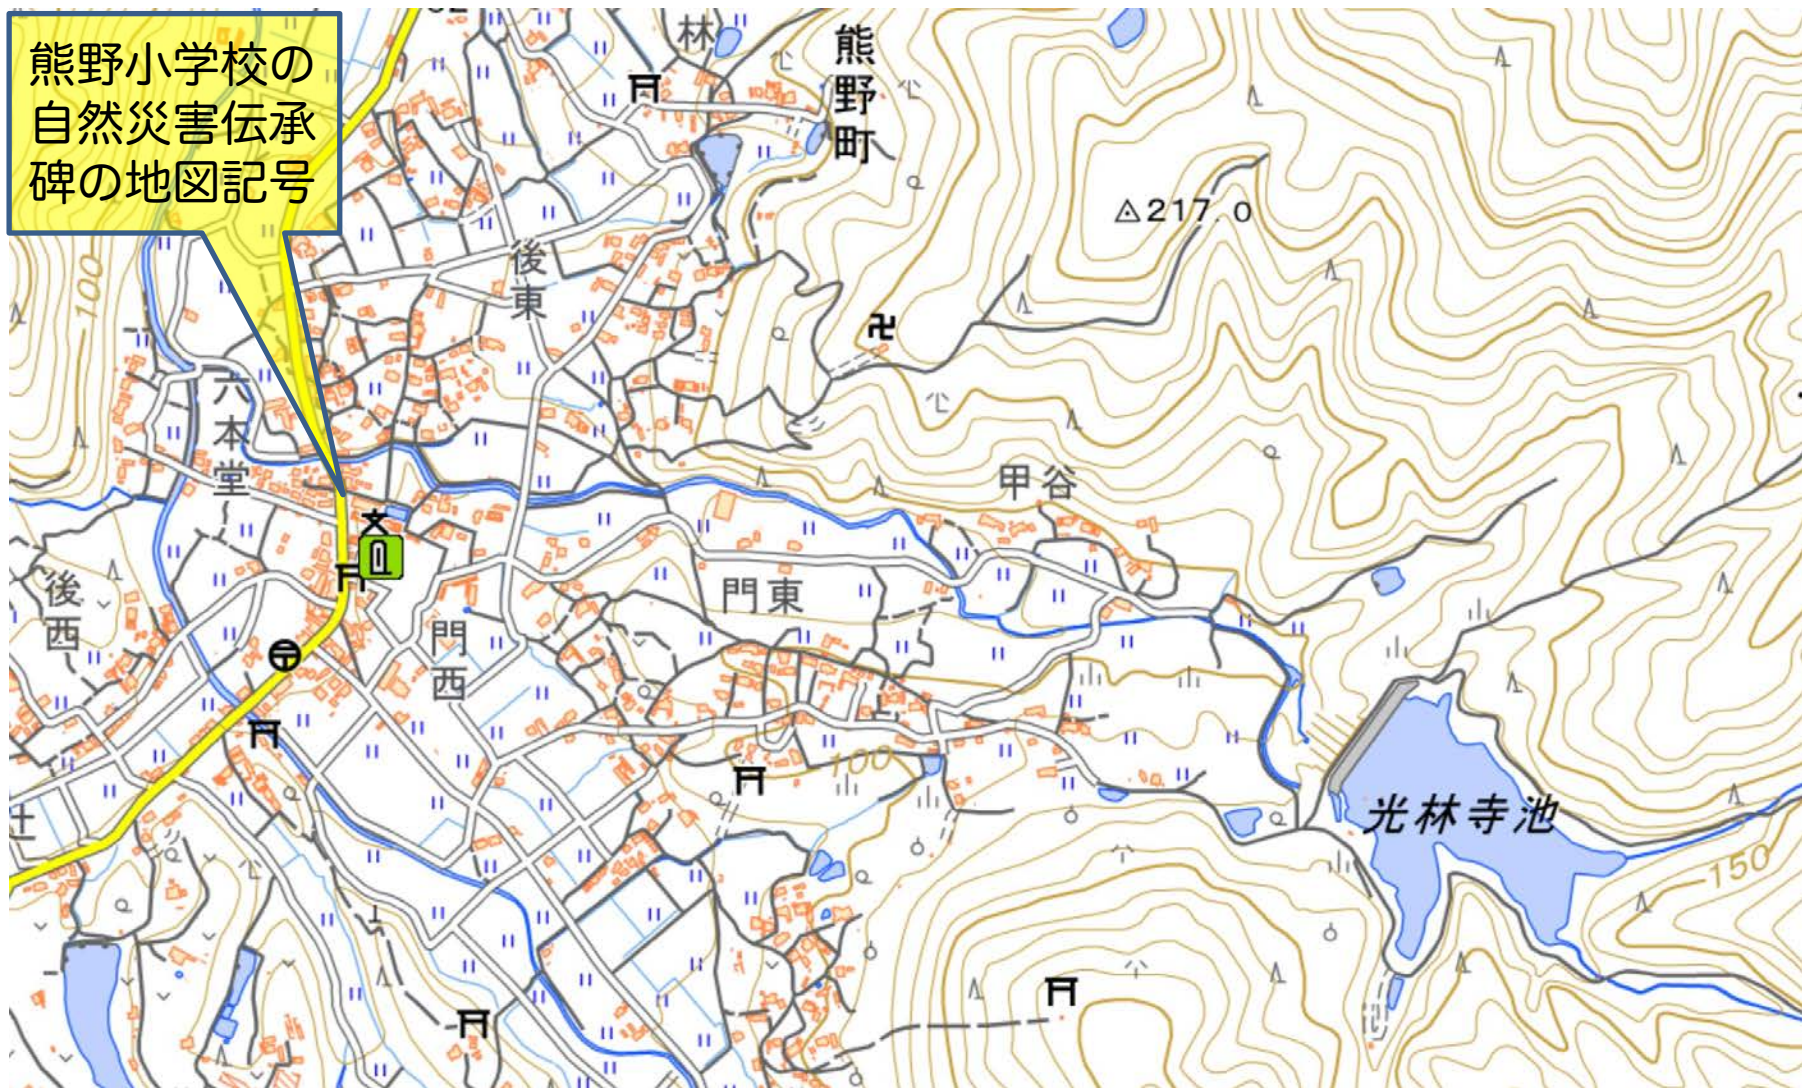 熊野小学校の
自然災害伝承
碑の地図記号
林
熊野町
217.0
100
後東
六本堂
甲谷
後西
門東
門西
100
光林寺池
150